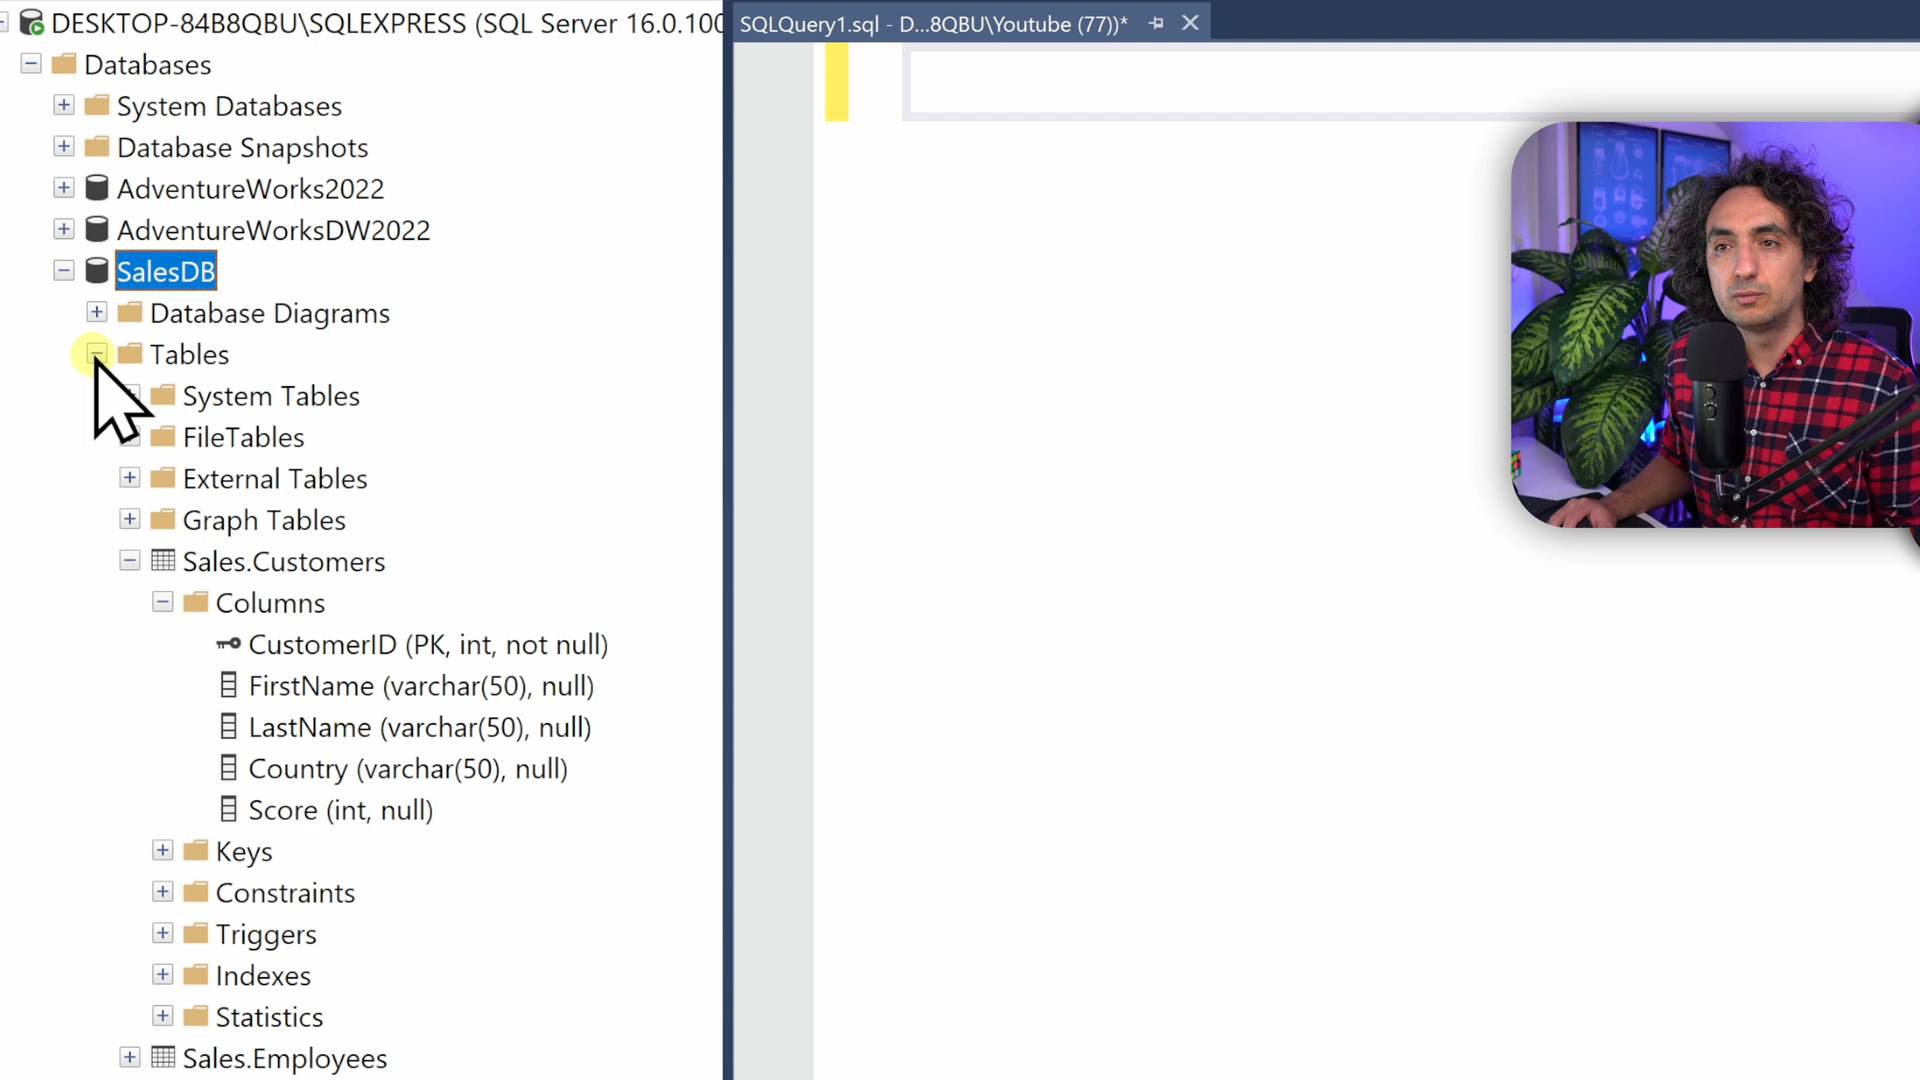 DESKTOP-84B8QBU\SQLEXPRESS (SQL Server 16.0.100
Databases
System Databases
Database Snapshots
AdventureWorks2022
AdventureWorksDW2022
SalesDB
Database Diagrams
Tables
System Tables
FileTables
External Tables
Graph Tables
Sales.Customers
Columns
CustomerID (PK, int, not null)
FirstName (varchar(50), null)
LastName (varchar(50), null)
Country (varchar(50), null)
Score (int, null)
Keys
Constraints
Triggers
Indexes
Statistics
Sales.Employees
SQLQuery1.sql - D...8QBU\Youtube (77))*